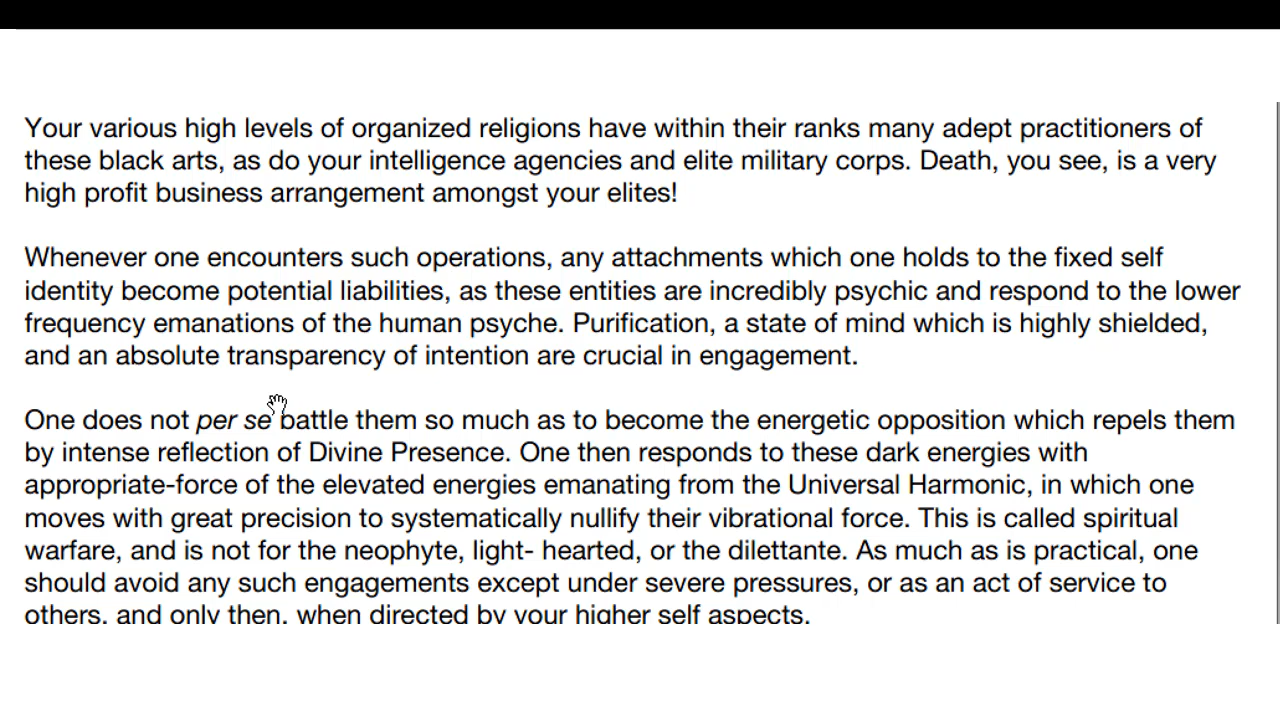 Your various high levels of organized religions have within their ranks many adept practitioners of
these black arts, as do your intelligence agencies and elite military corps. Death, you see, is a very
high profit business arrangement amongst your elites!
Whenever one encounters such operations, any attachments which one holds to the fixed self
identity become potential liabilities, as these entities are incredibly psychic and respond to the lower
frequency emanations of the human psyche. Purification, a state of mind which is highly shielded,
and an absolute transparency of intention are crucial in engagement.
One does not per se battle them so much as to become the energetic opposition which repels them
by intense reflection of Divine Presence. One then responds to these dark energies with
appropriate-force of the elevated energies emanating from the Universal Harmonic, in which one
moves with great precision to systematically nullify their vibrational force. This is called spiritual
warfare, and is not for the neophyte, light- hearted, or the dilettante. As much as is practical, one
should avoid any such engagements except under severe pressures, or as an act of service to
others, and only then, when directed by your higher self aspects.